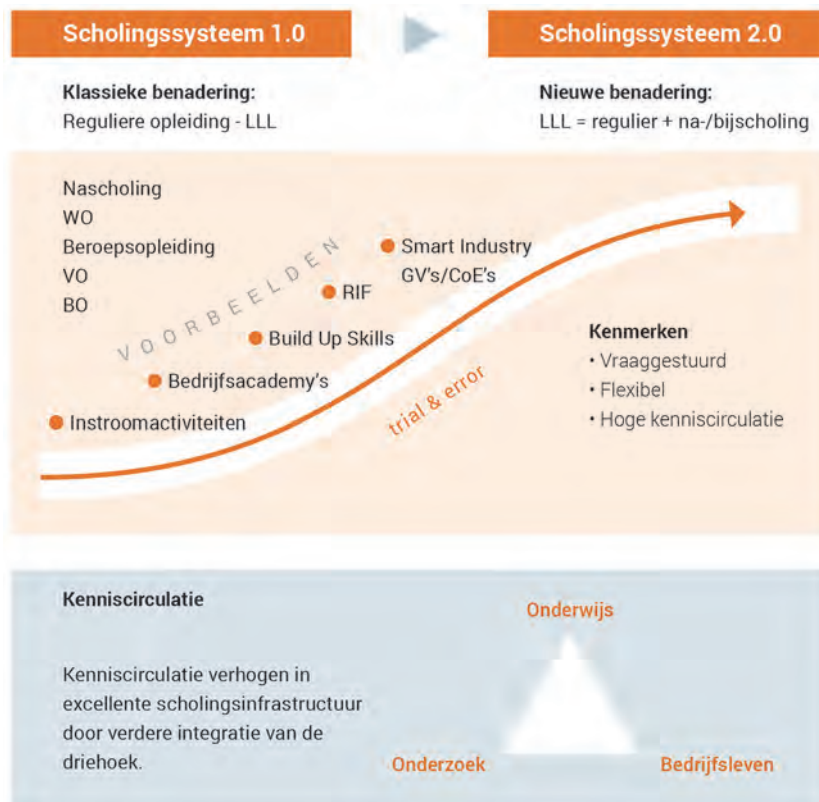 Scholingssysteem 1.0
Scholingssysteem 2.0
Klassieke benadering:
Reguliere opleiding - LLL
Nieuwe benadering:
LLL = regulier + na-/bijscholing
Nascholing
WO
Beroepsopleiding
VO
BO
VOORBEELDEN
Smart Industry
GV's/CoE's
RIF
Build Up Skills
Bedrijfsacademy's
Instroomactiviteiten
trial & error
Kenmerken
• Vraaggestuurd
• Flexibel
• Hoge kenniscirculatie
Kenniscirculatie
Kenniscirculatie verhogen in
excellente scholingsinfrastructuur
door verdere integratie van de
driehoek.
Onderwijs
Onderzoek
Bedrijfsleven